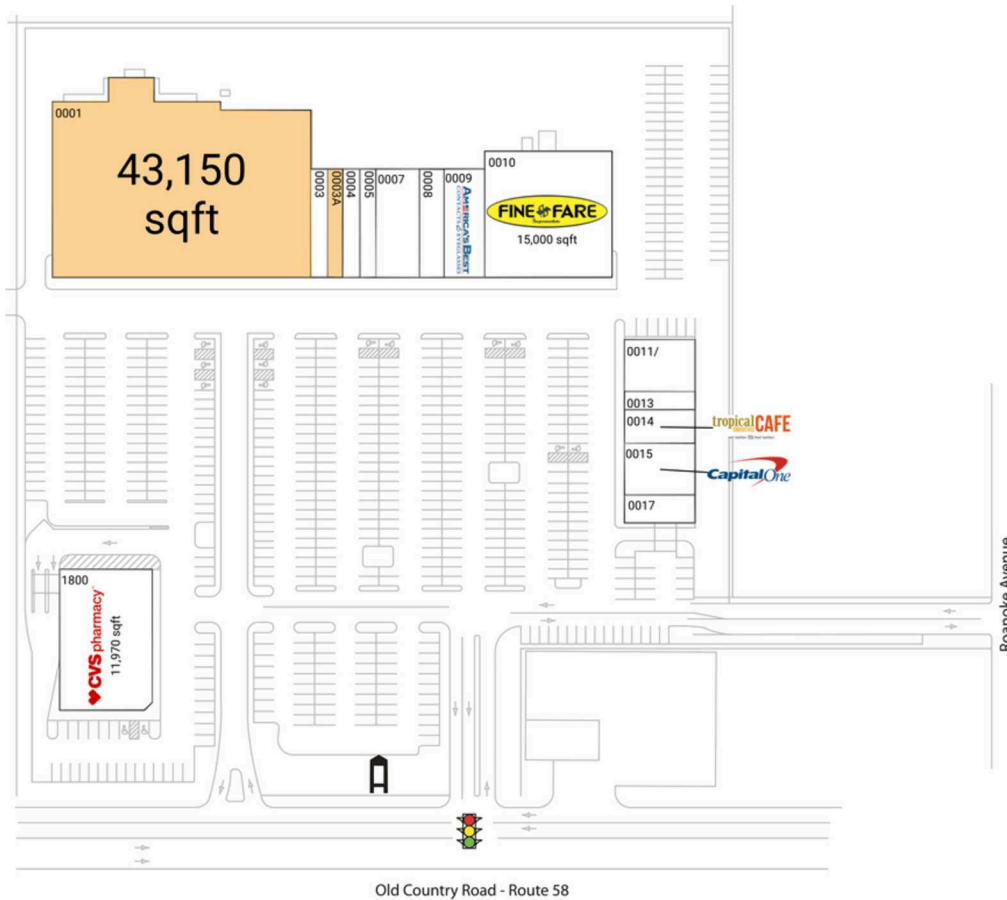 0001
43,150
sqft
0003
0003A
0004
0005
0007
0008
0009
AMERICA'S BEST
CONTACTS & EYEGLASSES
0010
FINE FARE
Supermarkets
15,000 sqft
0011/
0013
0014
tropical CAFE
0015
Capital One
0017
1800
CVS pharmacy
11,970 sqft
Roanoke Avenue
Old Country Road - Route 58